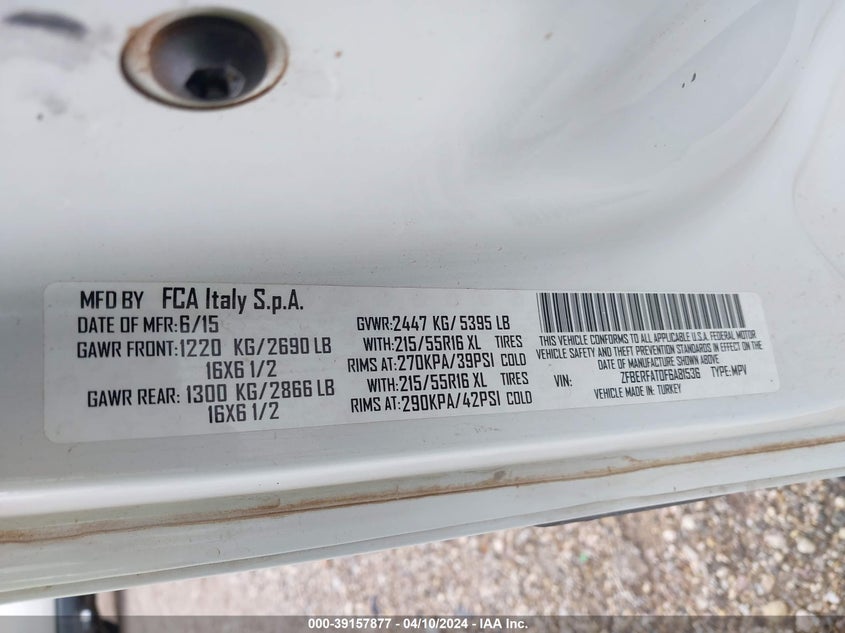 MFD BY FCA Italy S.p.A.
DATE OF MFR:6/15
GAWR FRONT:1220 KG/2690 LB
16X6 1/2
GAWR REAR: 1300 KG/2866 LB
16X6 1/2
GVWR:2447 KG/ 5395 LB
WITH:215/55R16 XL TIRES
RIMS AT:270KPA/39PSI COLD
WITH:215/55R16 XL TIRES
RIMS AT:290KPA/42PSI COLD
THIS VEHICLE CONFORMS TO ALL APPLICABLE U.S.A. FEDERAL MOTOR
VEHICLE SAFETY AND THEFT PREVENTION STANDARDS IN EFFECT ON
DATE OF MANUFACTURE SHOWN ABOVE
VIN: ZFBERFAT0F6A81536 TYPE: MPV
VEHICLE MADE IN: TURKEY
000-39157877 - 04/10/2024 - IAA Inc.